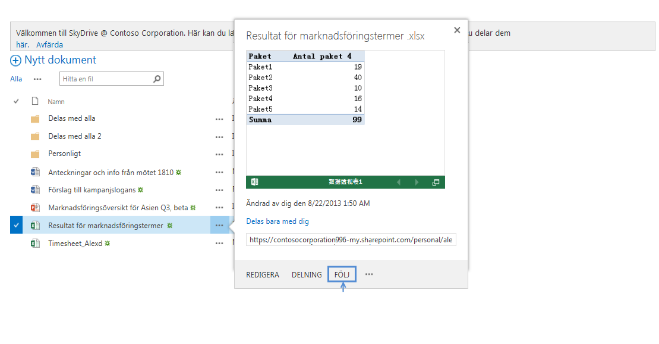 Välkommen till SkyDrive @ Contoso Corporation. Här kan du lä
u delar dem
här. Avfärda
Nytt dokument
Alla ••• Hitta en fil
Namn
Delas med alla •••
Delas med alla 2 •••
Personligt •••
Anteckningar och info från mötet 1810 •••
Förslag till kampanjslogans •••
Marknadsföringsöversikt för Asien Q3, beta •••
Resultat för marknadsföringstermer •••
Timesheet_Alexd •••
Resultat för marknadsföringstermer .xlsx
Paket Antal paket 4
Paket1 19
Paket2 40
Paket3 10
Paket4 16
Paket5 14
Summa 99
Ändrad av dig den 8/22/2013 1:50 AM
Delas bara med dig
https://contosocorporation996-my.sharepoint.com/personal/ale
REDIGERA DELNING FÖLJ •••